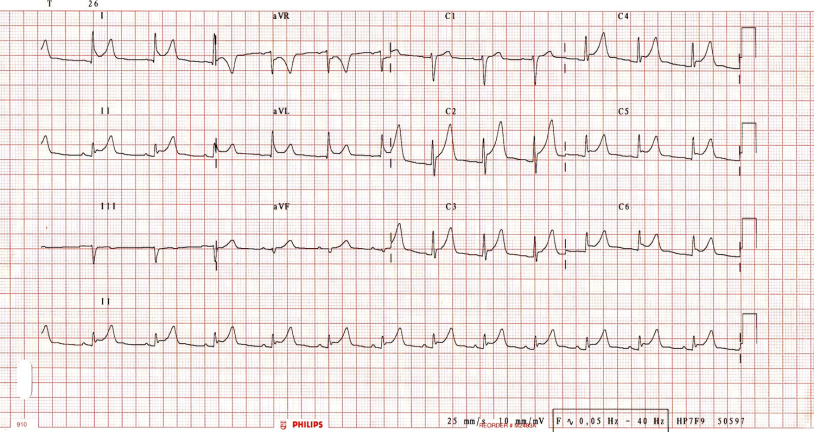 T 26
I aVR C1 C4
II aVL C2 C5
III aVF C3 C6
II
25 mm/s 10 mm/mV F ∿ 0,05 Hz - 40 Hz HP7F9 50597
910 PHILIPS REORDER #